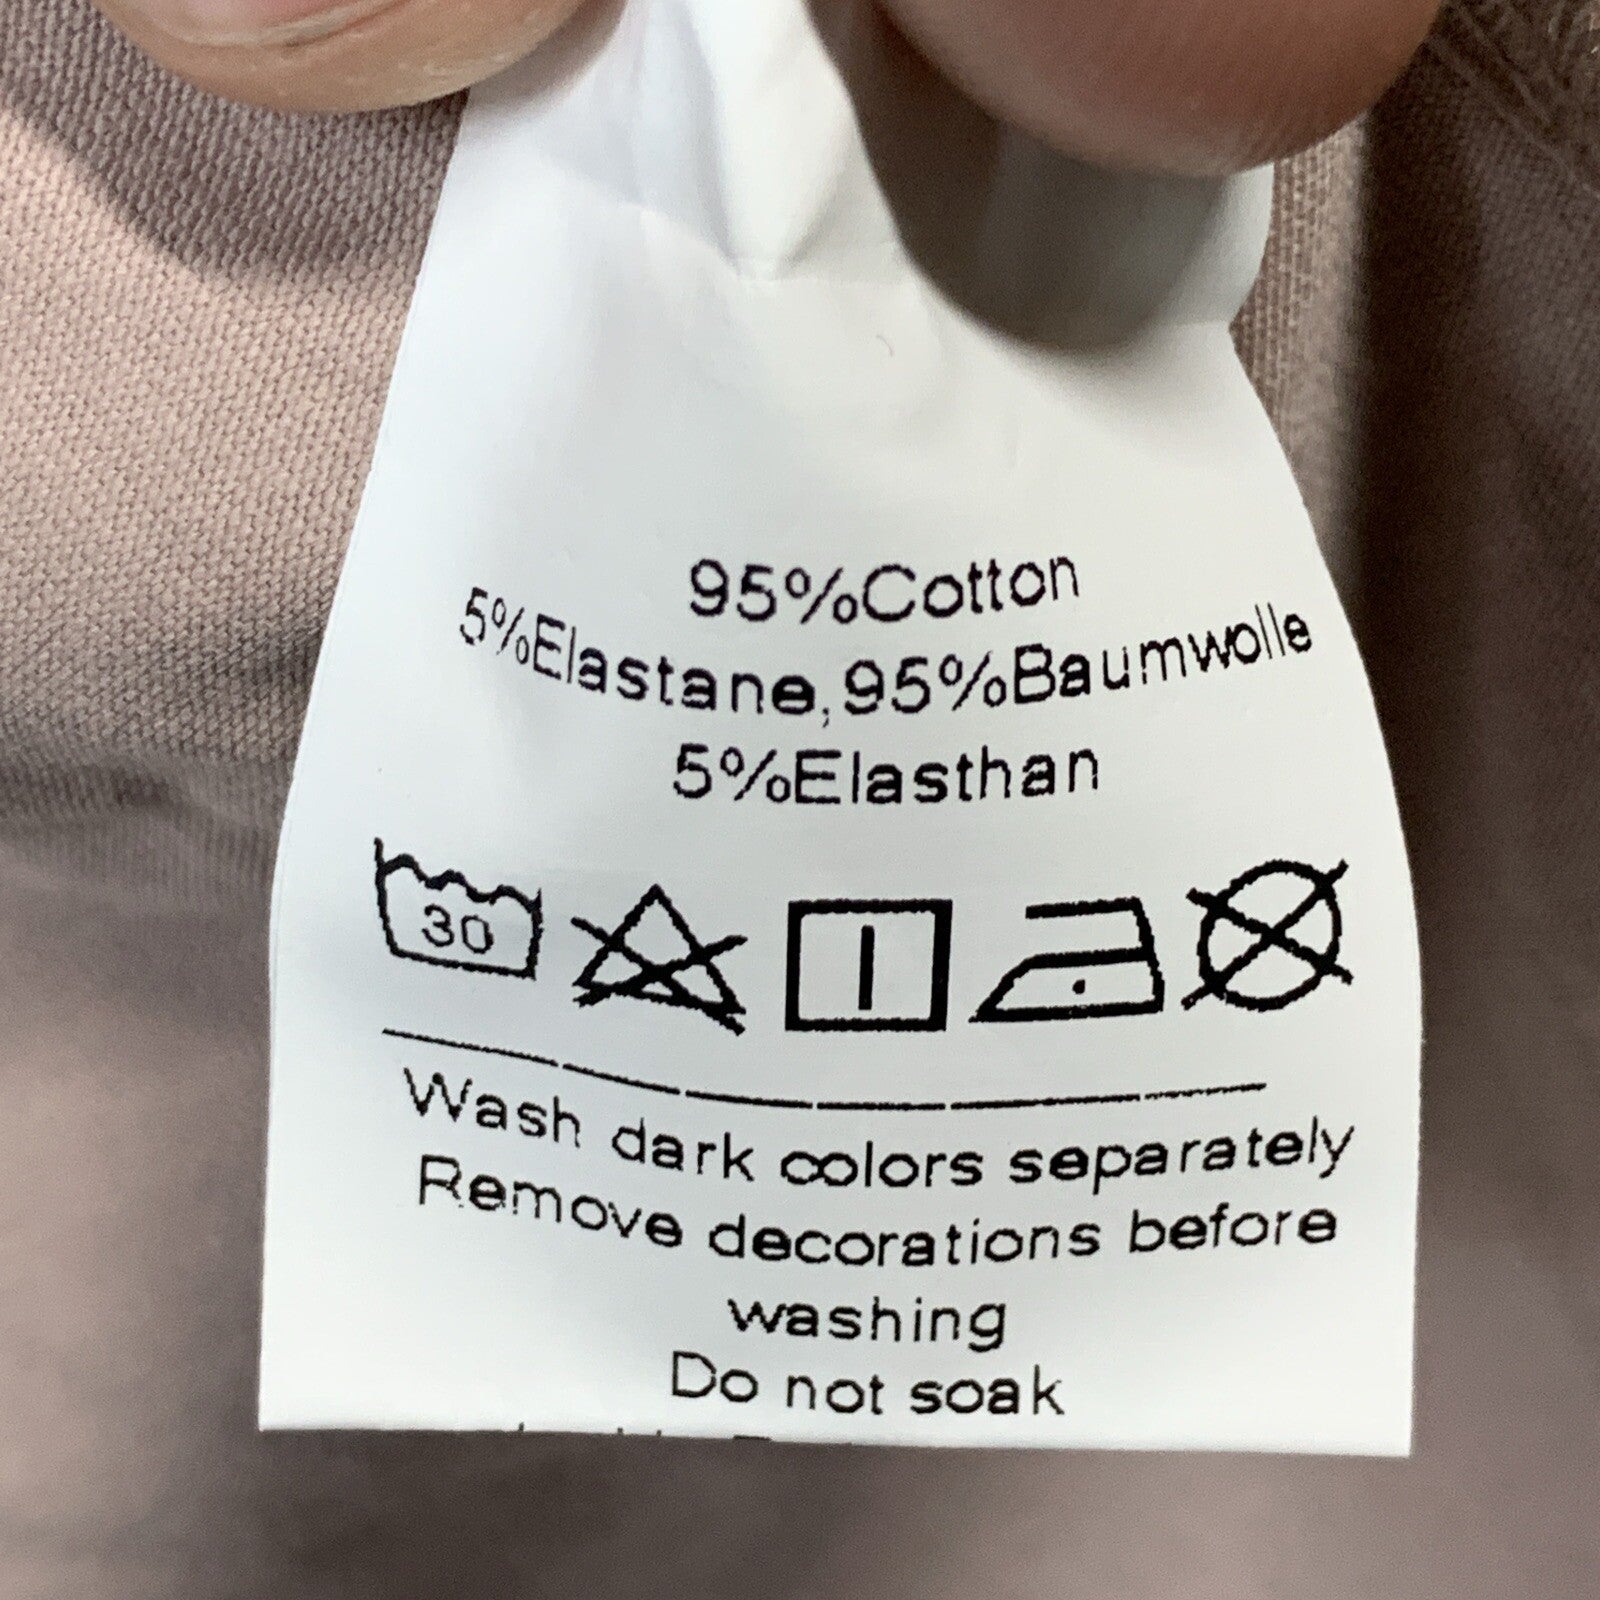 95%Cotton
5%Elastane,95%Baumwolle
5%Elasthan
30
Wash dark colors separately
Remove decorations before
washing
Do not soak